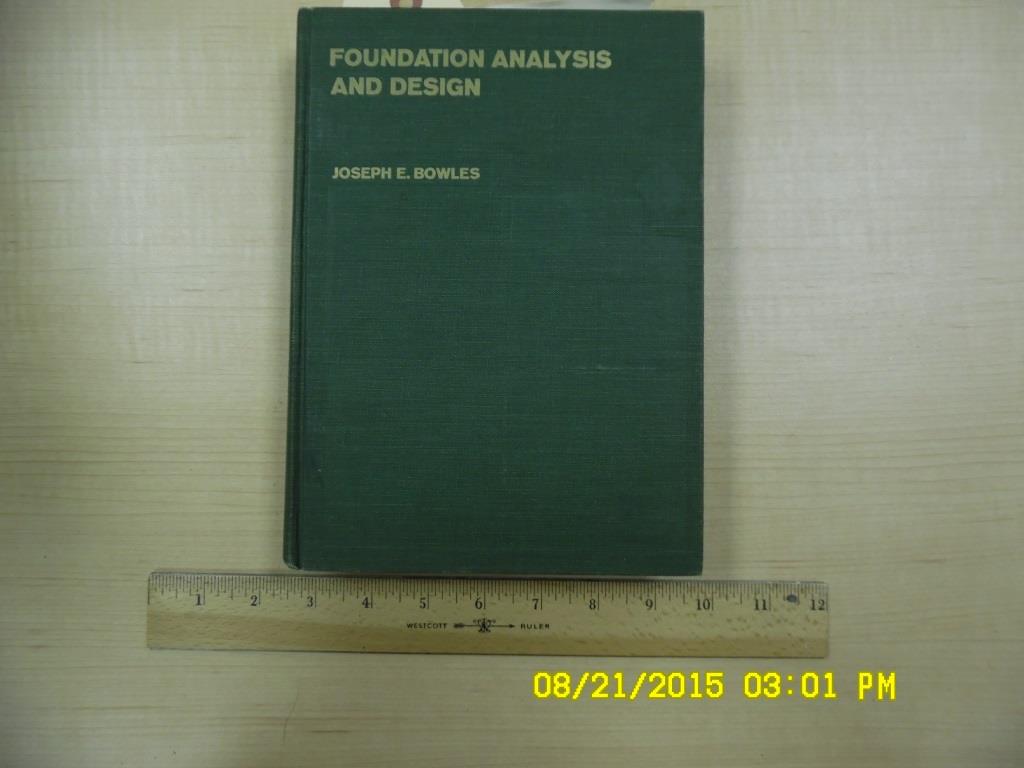 FOUNDATION ANALYSIS
AND DESIGN
JOSEPH E. BOWLES
1 2 3 4 5 6 7 8 9 10 11 12
WESTCOTT RULER
08/21/2015 03:01 PM